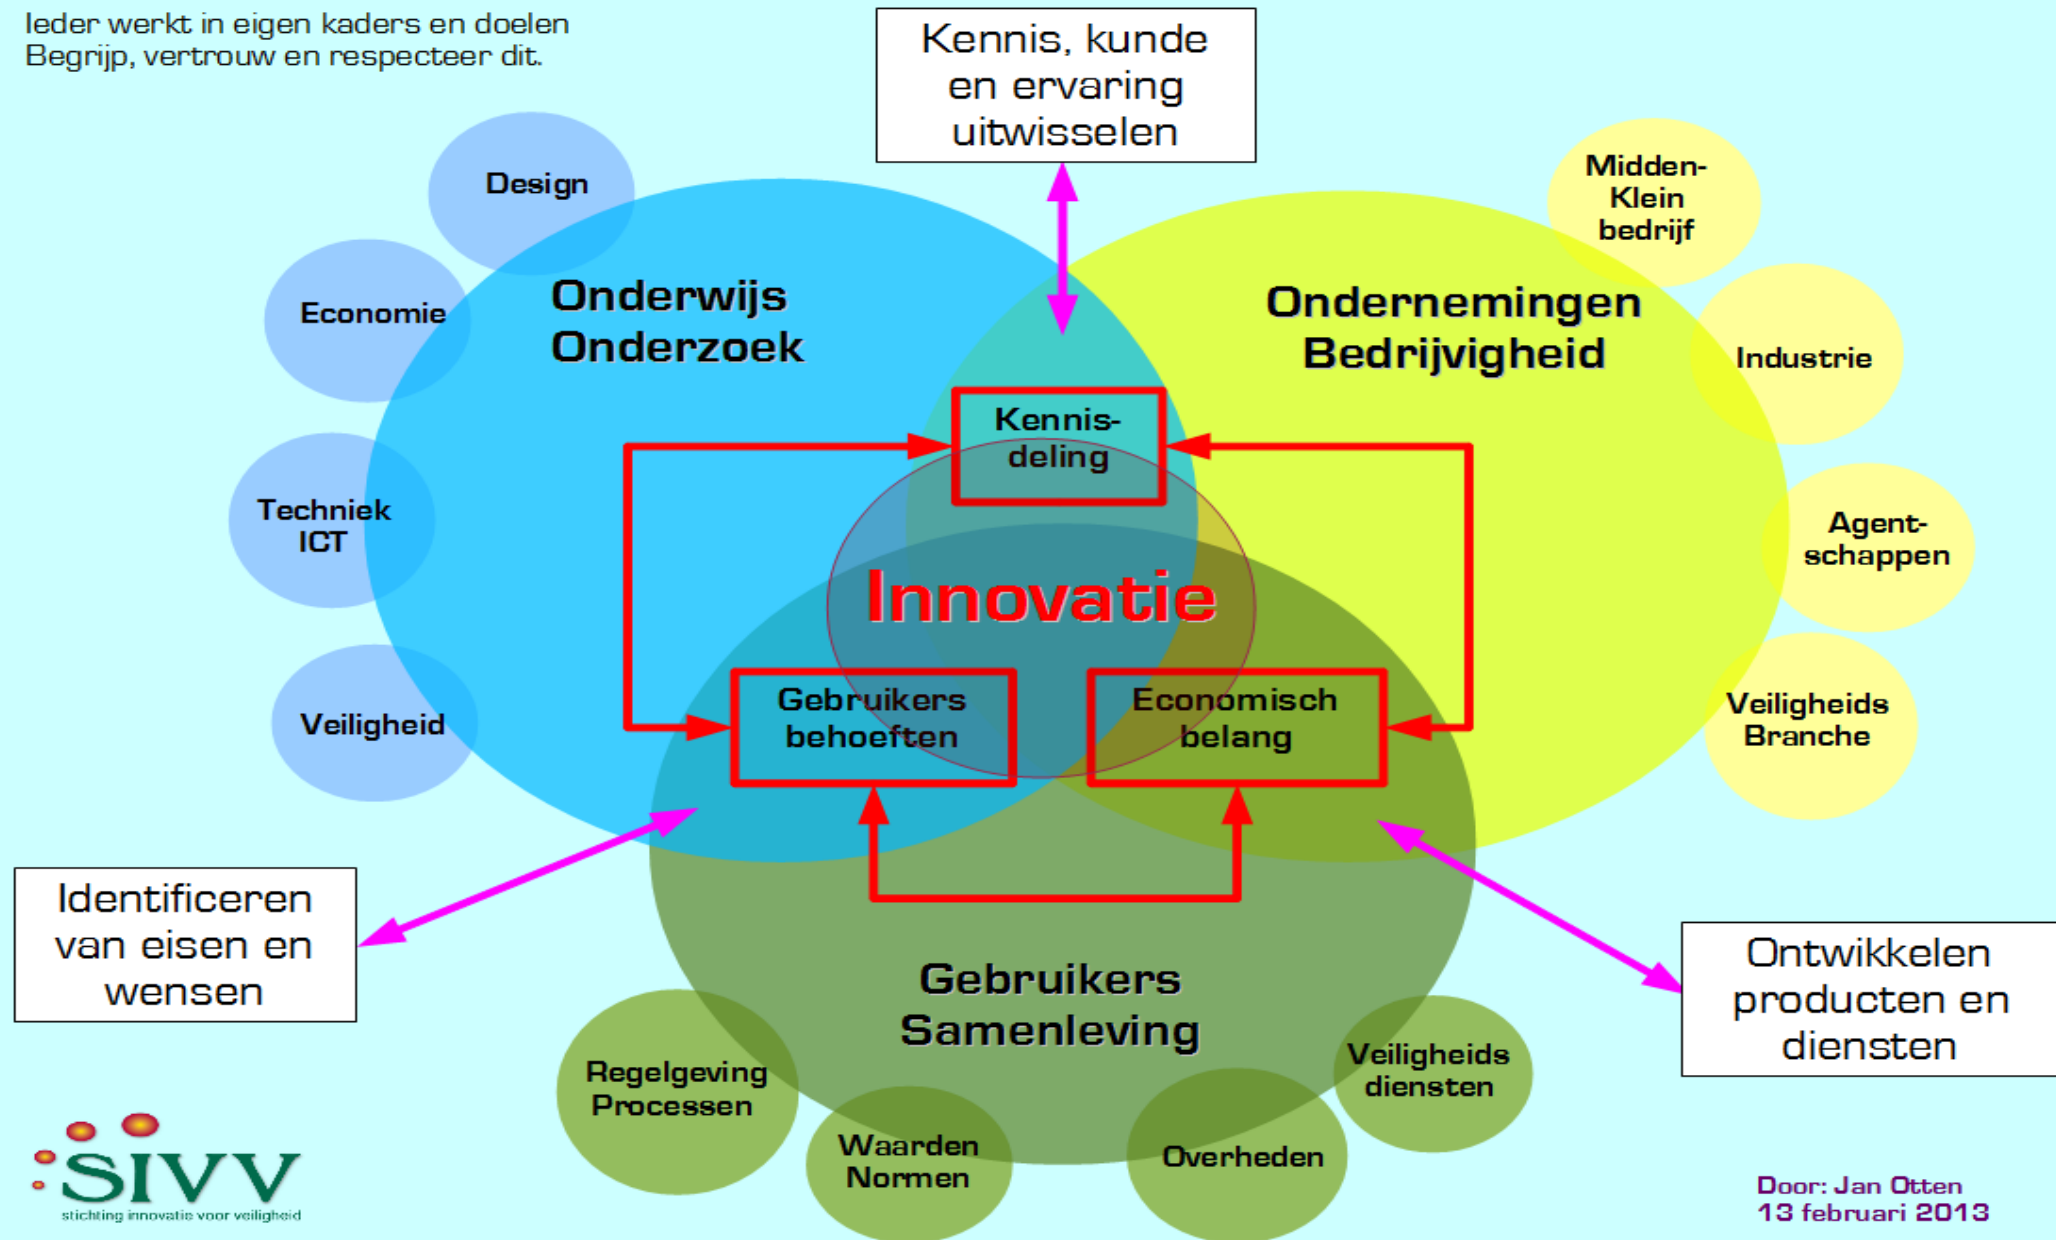 Ieder werkt in eigen kaders en doelen
Begrijp, vertrouw en respecteer dit.
Kennis, kunde
en ervaring
uitwisselen
Design
Economie
Techniek
ICT
Veiligheid
Onderwijs
Onderzoek
Ondernemingen
Bedrijvigheid
Midden-
Klein
bedrijf
Industrie
Agent-
schappen
Veiligheids
Branche
Kennis-
deling
Innovatie
Gebruikers
behoeften
Economisch
belang
Identificeren
van eisen en
wensen
Ontwikkelen
producten en
diensten
Gebruikers
Samenleving
Regelgeving
Processen
Waarden
Normen
Overheden
Veiligheids
diensten
SIVV
stichting innovatie voor veiligheid
Door: Jan Otten
13 februari 2013